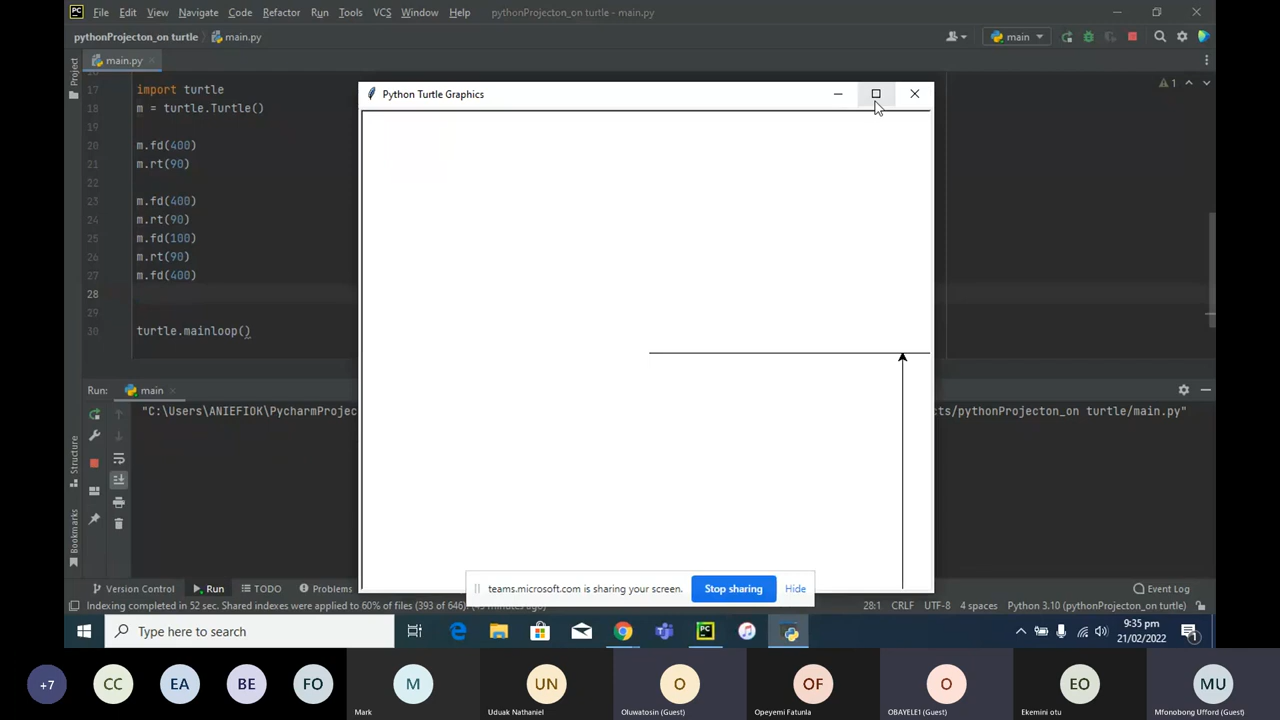 PC File Edit View Navigate Code Refactor Run Tools VCS Window Help pythonProjecton_on turtle - main.py
pythonProjecton_on turtle main.py main
main.py
Project
17 import turtle
18 m = turtle.Turtle()
19
20 m.fd(400)
21 m.rt(90)
22
23 m.fd(400)
24 m.rt(90)
25 m.fd(100)
26 m.rt(90)
27 m.fd(400)
28
29
30 turtle.mainloop()
1
Python Turtle Graphics
Run: main
"C:\Users\ANIEFIOK\PycharmProjec
cts/pythonProjecton_on turtle/main.py"
Structure
Bookmarks
teams.microsoft.com is sharing your screen. Stop sharing Hide
Version Control Run TODO Problems Event Log
Indexing completed in 52 sec. Shared indexes were applied to 60% of files (393 of 646). 28:1 CRLF UTF-8 4 spaces Python 3.10 (pythonProjecton_on turtle)
Type here to search
PC
9:35 pm
21/02/2022
1
+7 CC EA BE FO M UN O OF O EO MU
Mark Uduak Nathaniel Oluwatosin (Guest) Opeyemi Fatunla OBAYELE1 (Guest) Ekemini otu Mfonobong Ufford (Guest)